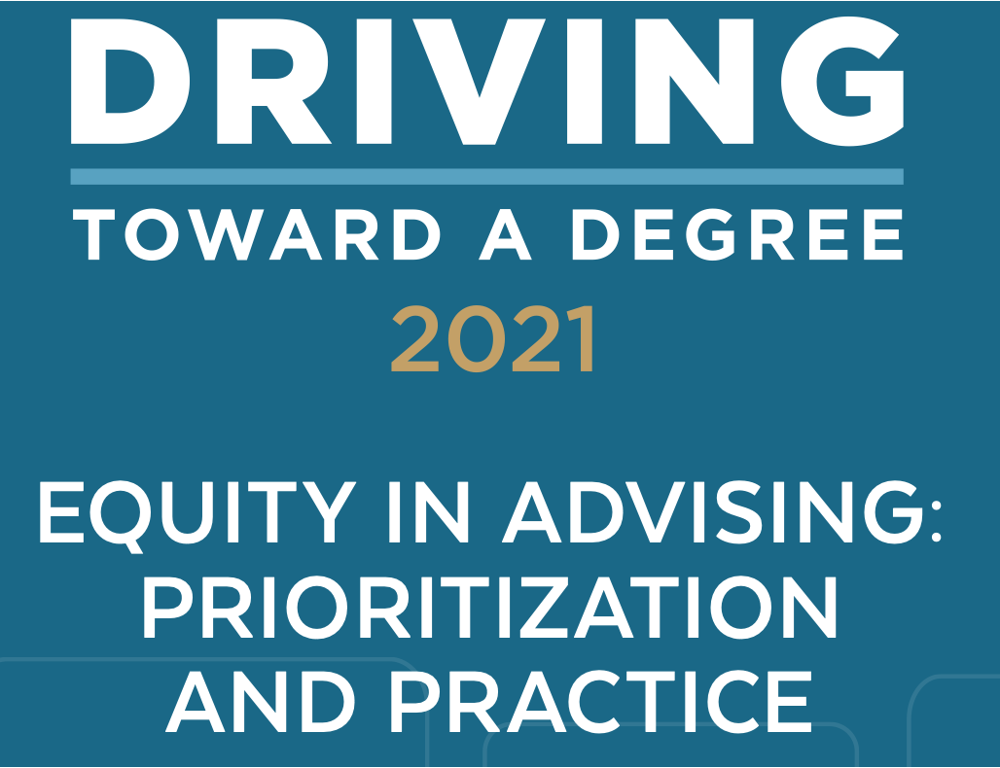 DRIVING
TOWARD A DEGREE
2021
EQUITY IN ADVISING:
PRIORITIZATION
AND PRACTICE